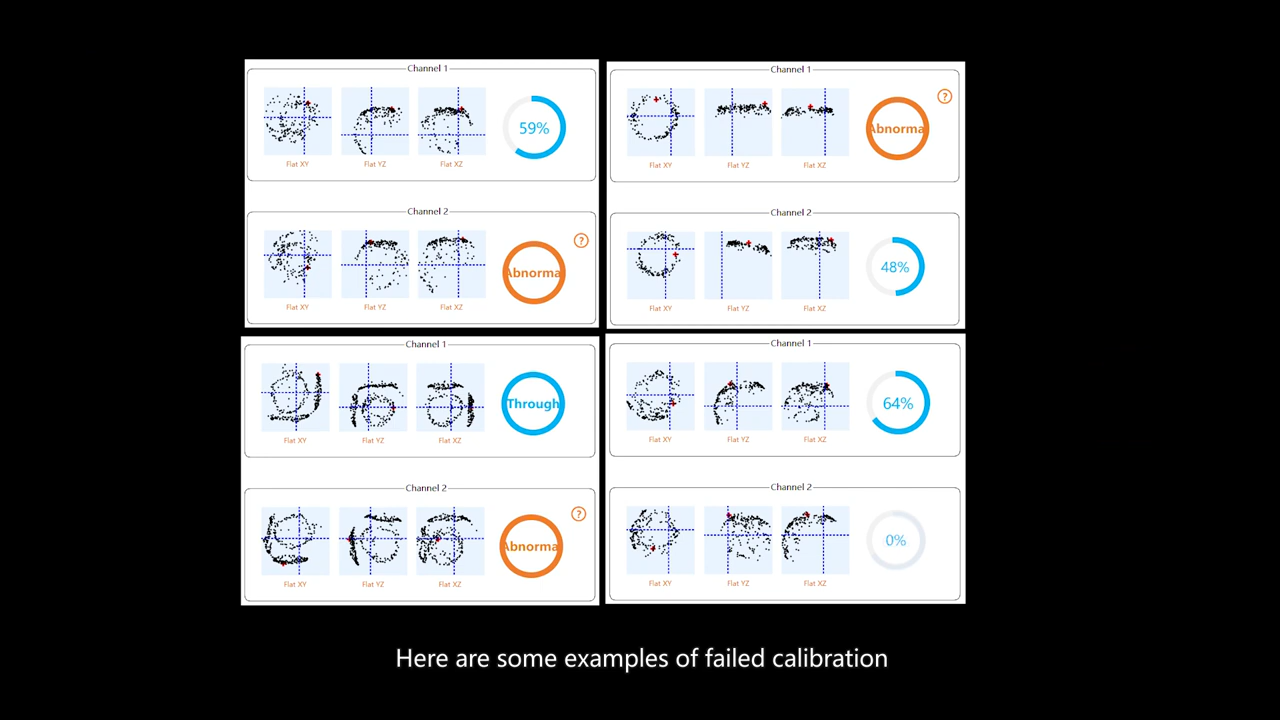 Channel 1
59%
Flat XY Flat YZ Flat XZ
Channel 2
?
Abnorma
Flat XY Flat YZ Flat XZ
Channel 1
?
Abnorma
Flat XY Flat YZ Flat XZ
Channel 2
48%
Flat XY Flat YZ Flat XZ
Channel 1
Through
Flat XY Flat YZ Flat XZ
Channel 2
?
Abnorma
Flat XY Flat YZ Flat XZ
Channel 1
64%
Flat XY Flat YZ Flat XZ
Channel 2
0%
Flat XY Flat YZ Flat XZ
Here are some examples of failed calibration